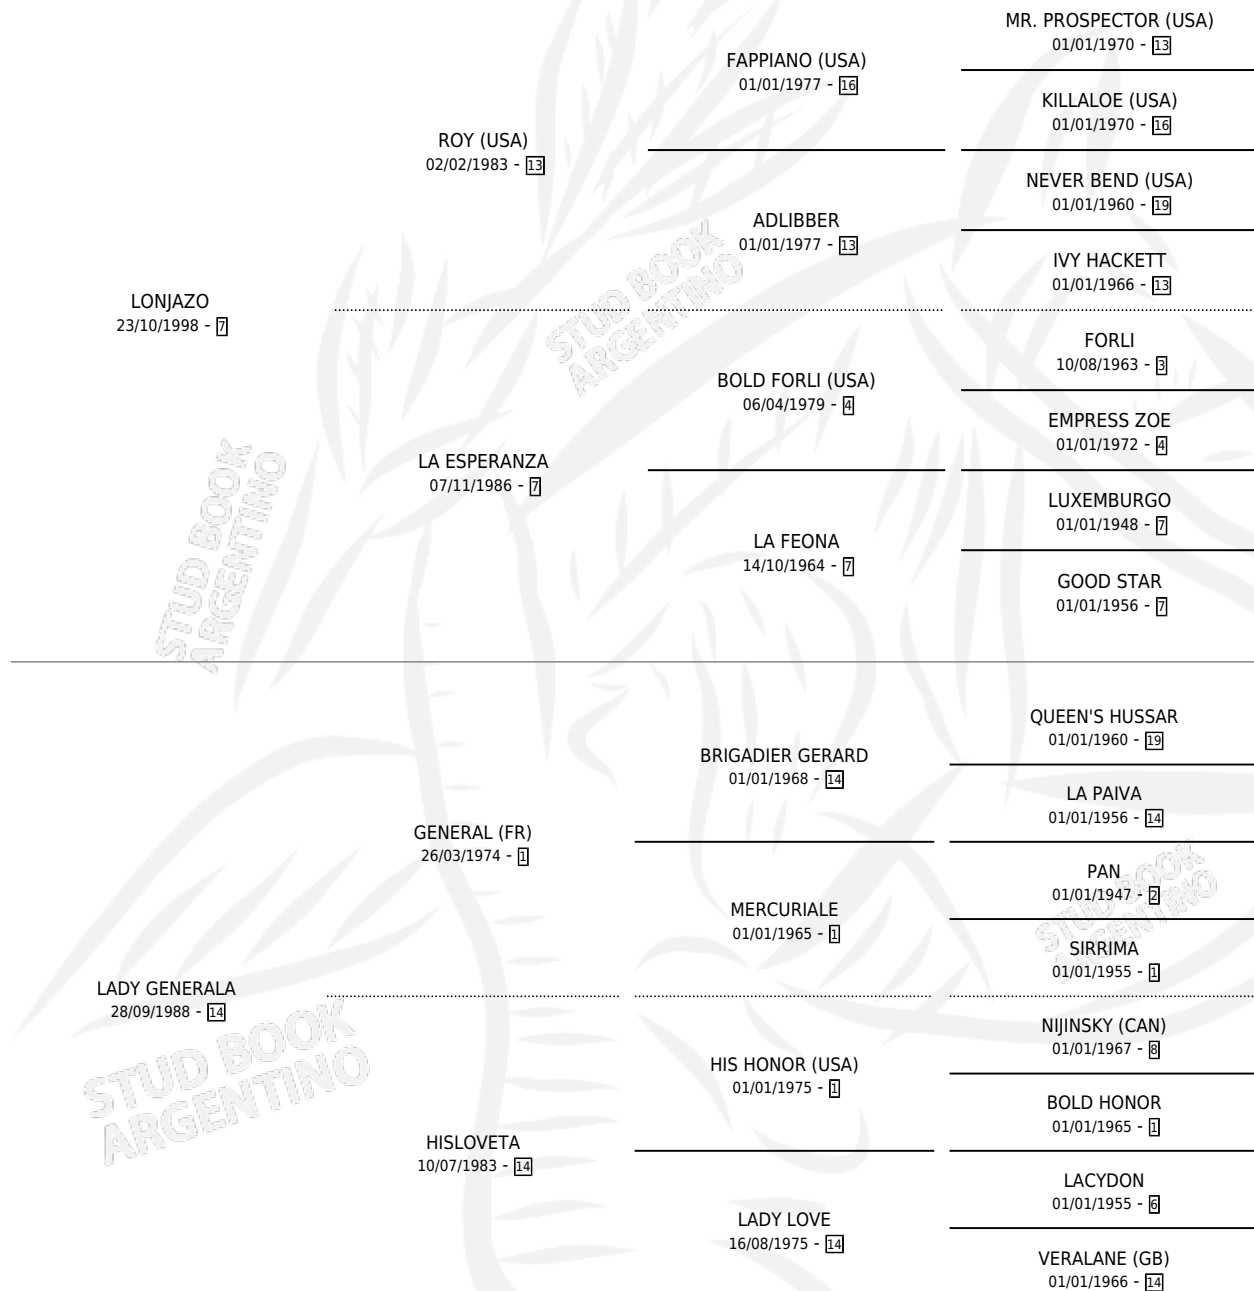 MR. PROSPECTOR (USA)
01/01/1970 - 13
FAPPIANO (USA)
01/01/1977 - 16
KILLALOE (USA)
01/01/1970 - 16
ROY (USA)
02/02/1983 - 13
NEVER BEND (USA)
01/01/1960 - 19
ADLIBBER
01/01/1977 - 13
IVY HACKETT
01/01/1966 - 13
LONJAZO
23/10/1998 - 7
FORLI
10/08/1963 - 3
BOLD FORLI (USA)
06/04/1979 - 4
EMPRESS ZOE
01/01/1972 - 4
LA ESPERANZA
07/11/1986 - 7
LUXEMBURGO
01/01/1948 - 7
LA FEONA
14/10/1964 - 7
GOOD STAR
01/01/1956 - 7
STUD BOOK
ARGENTINO
STUD BOOK
ARGENTINO
QUEEN'S HUSSAR
01/01/1960 - 19
BRIGADIER GERARD
01/01/1968 - 14
LA PAIVA
01/01/1956 - 14
GENERAL (FR)
26/03/1974 - 1
PAN
01/01/1947 - 2
MERCURIALE
01/01/1965 - 1
SIRRIMA
01/01/1955 - 1
STUD BOOK
ARGENTINO
LADY GENERALA
28/09/1988 - 14
NIJINSKY (CAN)
01/01/1967 - 8
HIS HONOR (USA)
01/01/1975 - 1
BOLD HONOR
01/01/1965 - 1
HISLOVETA
10/07/1983 - 14
LACYDON
01/01/1955 - 6
LADY LOVE
16/08/1975 - 14
VERALANE (GB)
01/01/1966 - 14
STUD BOOK
ARGENTINO